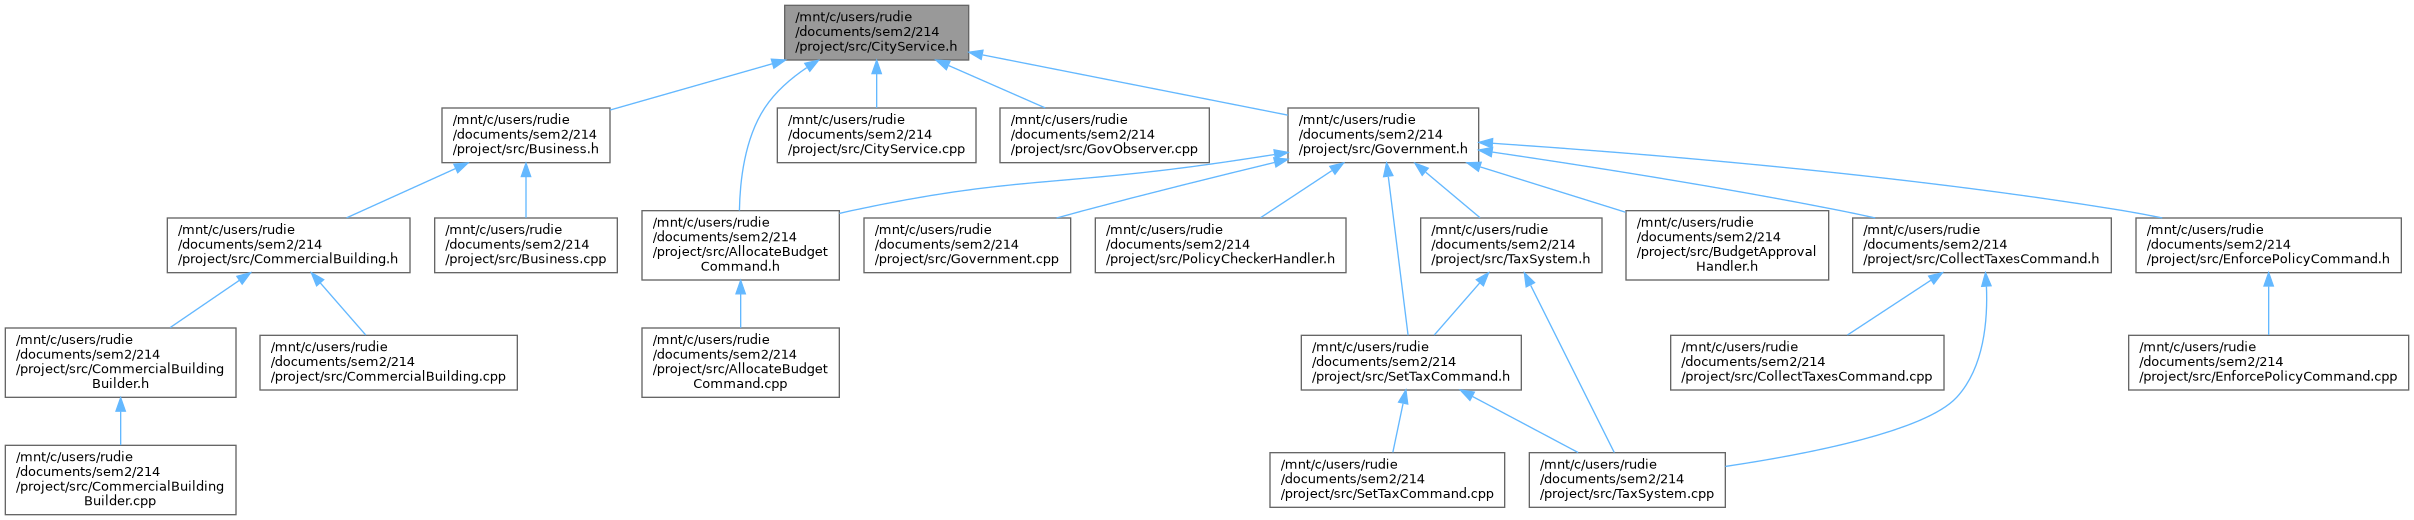 /mnt/c/users/rudie
/documents/sem2/214
/project/src/CityService.h
/mnt/c/users/rudie
/documents/sem2/214
/project/src/Business.h
/mnt/c/users/rudie
/documents/sem2/214
/project/src/CityService.cpp
/mnt/c/users/rudie
/documents/sem2/214
/project/src/GovObserver.cpp
/mnt/c/users/rudie
/documents/sem2/214
/project/src/Government.h
/mnt/c/users/rudie
/documents/sem2/214
/project/src/CommercialBuilding.h
/mnt/c/users/rudie
/documents/sem2/214
/project/src/Business.cpp
/mnt/c/users/rudie
/documents/sem2/214
/project/src/AllocateBudget
Command.h
/mnt/c/users/rudie
/documents/sem2/214
/project/src/Government.cpp
/mnt/c/users/rudie
/documents/sem2/214
/project/src/PolicyCheckerHandler.h
/mnt/c/users/rudie
/documents/sem2/214
/project/src/TaxSystem.h
/mnt/c/users/rudie
/documents/sem2/214
/project/src/BudgetApproval
Handler.h
/mnt/c/users/rudie
/documents/sem2/214
/project/src/CollectTaxesCommand.h
/mnt/c/users/rudie
/documents/sem2/214
/project/src/EnforcePolicyCommand.h
/mnt/c/users/rudie
/documents/sem2/214
/project/src/CommercialBuilding
Builder.h
/mnt/c/users/rudie
/documents/sem2/214
/project/src/CommercialBuilding.cpp
/mnt/c/users/rudie
/documents/sem2/214
/project/src/AllocateBudget
Command.cpp
/mnt/c/users/rudie
/documents/sem2/214
/project/src/SetTaxCommand.h
/mnt/c/users/rudie
/documents/sem2/214
/project/src/CollectTaxesCommand.cpp
/mnt/c/users/rudie
/documents/sem2/214
/project/src/EnforcePolicyCommand.cpp
/mnt/c/users/rudie
/documents/sem2/214
/project/src/CommercialBuilding
Builder.cpp
/mnt/c/users/rudie
/documents/sem2/214
/project/src/SetTaxCommand.cpp
/mnt/c/users/rudie
/documents/sem2/214
/project/src/TaxSystem.cpp